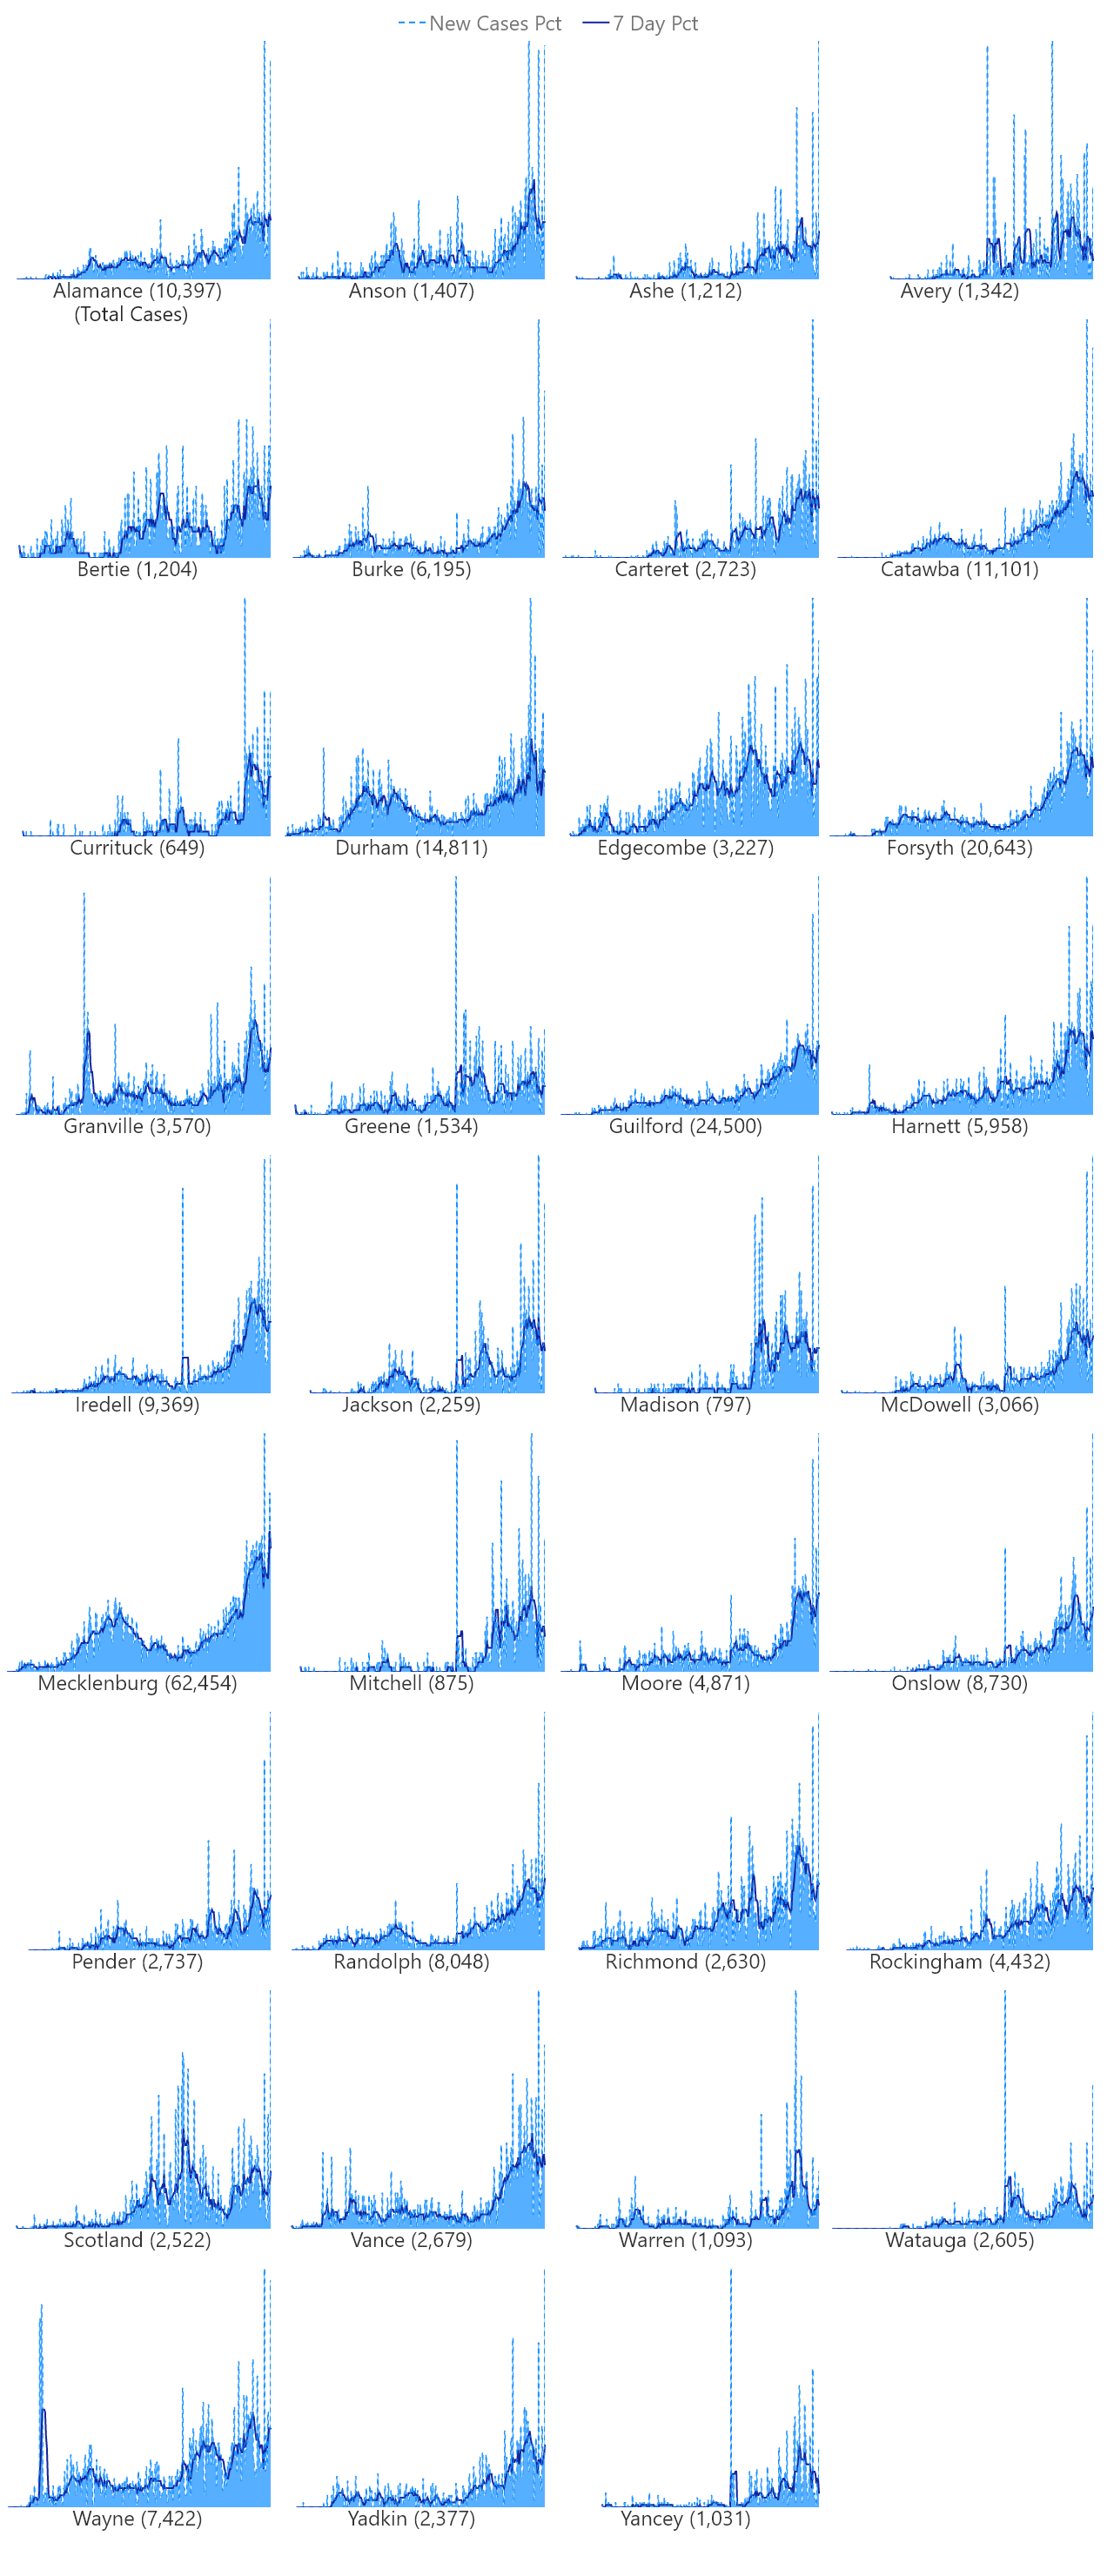 New Cases Pct 7 Day Pct
Alamance (10,397) Anson (1,407) Ashe (1,212) Avery (1,342)
(Total Cases)
Bertie (1,204) Burke (6,195) Carteret (2,723) Catawba (11,101)
Currituck (649) Durham (14,811) Edgecombe (3,227) Forsyth (20,643)
Granville (3,570) Greene (1,534) Guilford (24,500) Harnett (5,958)
Iredell (9,369) Jackson (2,259) Madison (797) McDowell (3,066)
Mecklenburg (62,454) Mitchell (875) Moore (4,871) Onslow (8,730)
Pender (2,737) Randolph (8,048) Richmond (2,630) Rockingham (4,432)
Scotland (2,522) Vance (2,679) Warren (1,093) Watauga (2,605)
Wayne (7,422) Yadkin (2,377) Yancey (1,031)